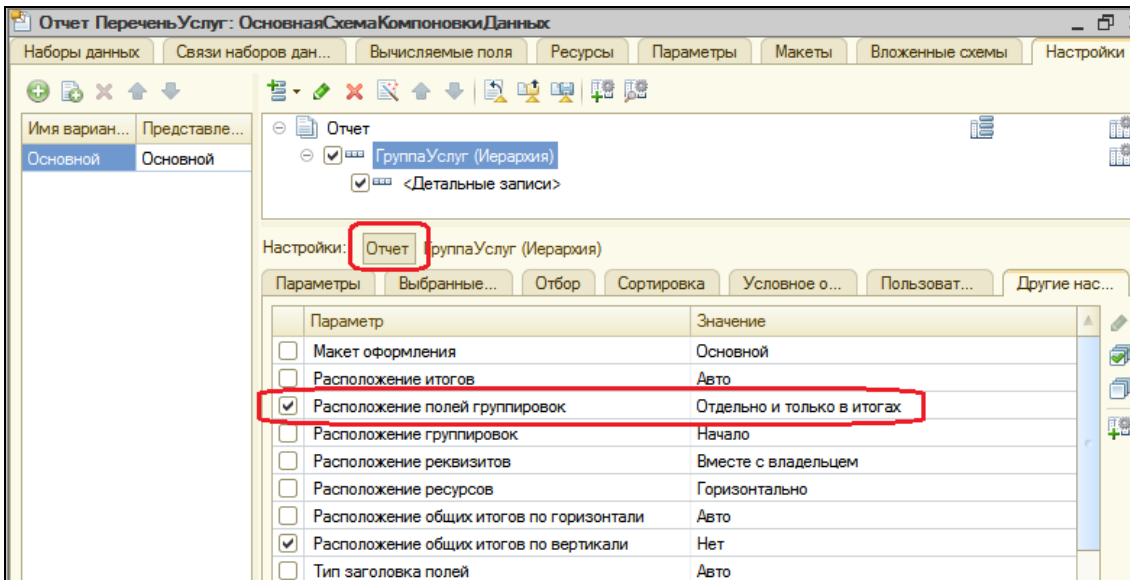 Отчет ПереченьУслуг: ОсновнаяСхемаКомпоновкиДанных
Наборы данных Связи наборов дан... Вычисляемые поля Ресурсы Параметры Макеты Вложенные схемы Настройки
Имя вариан... Представле...
Основной Основной
Отчет
ГруппаУслуг (Иерархия)
<Детальные записи>
Настройки: Отчет ГруппаУслуг (Иерархия)
Параметры Выбранные... Отбор Сортировка Условное о... Пользоват... Другие нас...
Параметр Значение
Макет оформления Основной
Расположение итогов Авто
Расположение полей группировок Отдельно и только в итогах
Расположение группировок Начало
Расположение реквизитов Вместе с владельцем
Расположение ресурсов Горизонтально
Расположение общих итогов по горизонтали Авто
Расположение общих итогов по вертикали Нет
Тип заголовка полей Авто